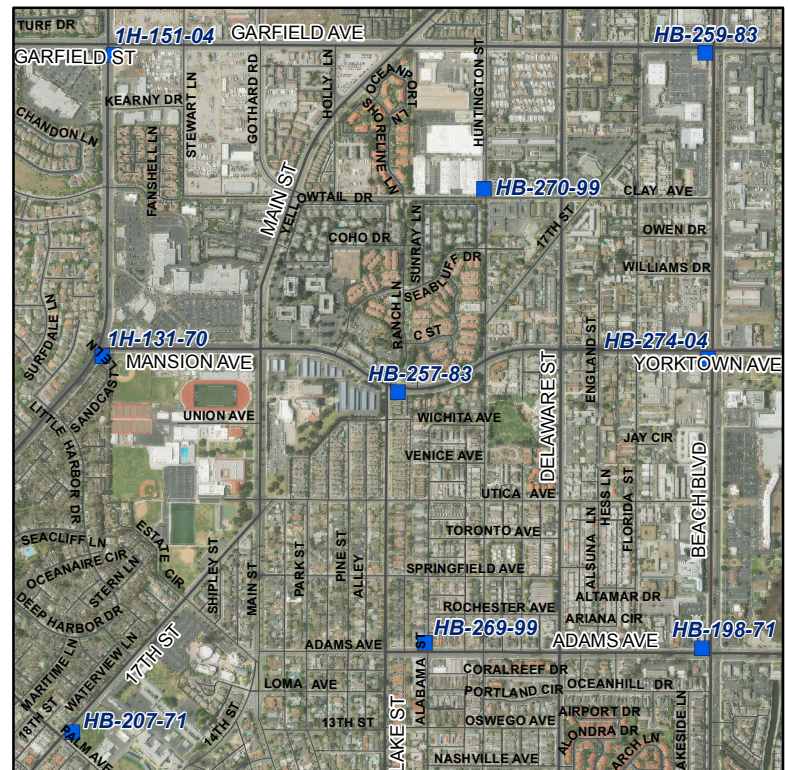 TURF DR
1H-151-04
GARFIELD AVE
HB-259-83
GARFIELD ST
KEARNY DR
STEWART LN
GOTHARD RD
HOLLY LN
OCEANPORT LN
SHORELINE LN
HUNTINGTON ST
CHANDON LN
FANSHELL LN
MAIN ST
YELLOWTAIL DR
HB-270-99
CLAY AVE
COHO DR
SUNRAY LN
17TH ST
OWEN DR
WILLIAMS DR
SEABLUFF DR
RANCH LN
C ST
SURFDALE LN
1H-131-70
MANSION AVE
ENGLAND ST
HB-274-04
YORKTOWN AVE
HB-257-83
SANDCASTLE LN
DELAWARE ST
UNION AVE
WICHITA AVE
LITTLE HARBOR DR
JAY CIR
VENICE AVE
BEACH BLVD
UTICA AVE
HESS LN
FLORIDA ST
ESTATE CIR
SEACLIFF LN
TORONTO AVE
ALSUNA LN
OCEANAIRE CIR
SHIPLEY ST
MAIN ST
PARK ST
PINE ST
ALLEY
SPRINGFIELD AVE
STERN LN
DEEP HARBOR DR
ALTAMAR DR
ROCHESTER AVE
ARIANA CIR
HB-269-99
HB-198-71
ADAMS AVE
ADAMS AVE
17TH ST
MARITIME LN
WATERVIEW LN
CORALREEF DR
LOMA AVE
PORTLAND CIR
OCEANHILL DR
ALABAMA ST
18TH ST
HB-207-71
14TH ST
13TH ST
LAKE ST
OSWEGO AVE
AIRPORT DR
ALONDRA DR
LAKESIDE LN
PALM AVE
NASHVILLE AVE
ARCH LN